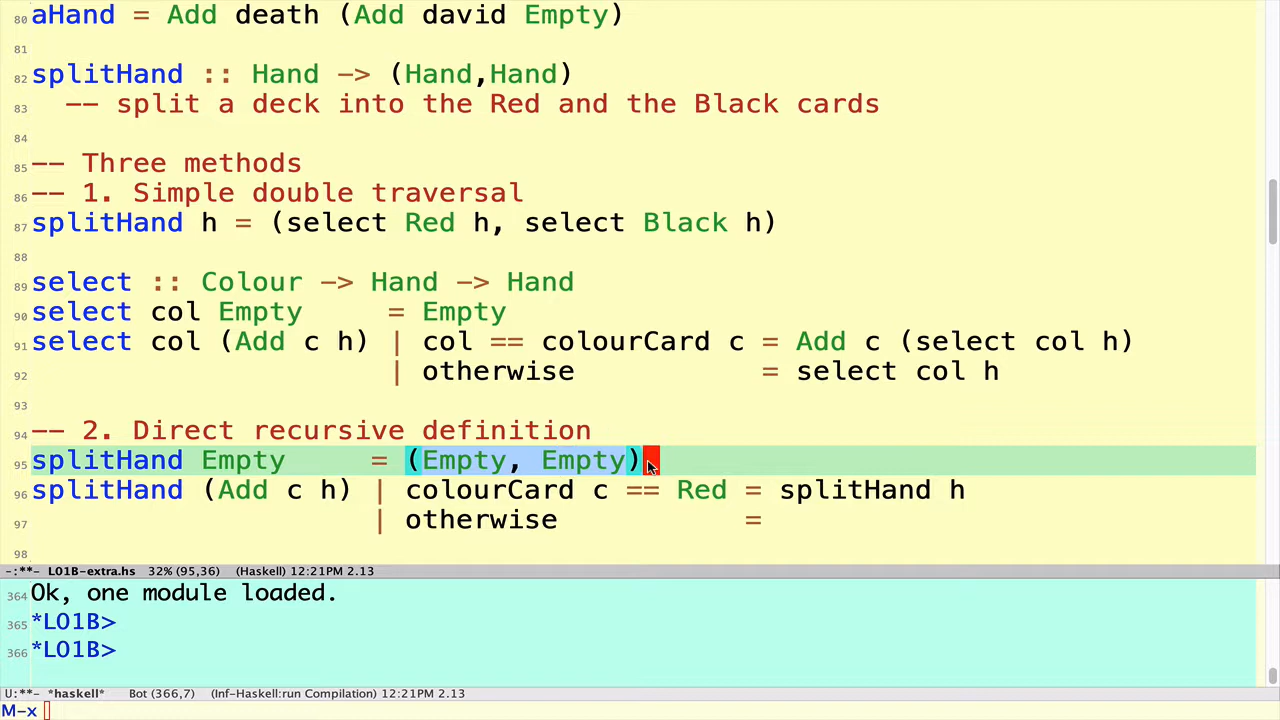 80 aHand = Add death (Add david Empty)
81
82 splitHand :: Hand -> (Hand,Hand)
83   -- split a deck into the Red and the Black cards
84
85 -- Three methods
86 -- 1. Simple double traversal
87 splitHand h = (select Red h, select Black h)
88
89 select :: Colour -> Hand -> Hand
90 select col Empty     = Empty
91 select col (Add c h) | col == colourCard c = Add c (select col h)
92                      | otherwise           = select col h
93
94 -- 2. Direct recursive definition
95 splitHand Empty     = (Empty, Empty)
96 splitHand (Add c h) | colourCard c == Red = splitHand h
97                     | otherwise           =
98
-:**- L01B-extra.hs 32% (95,36) (Haskell) 12:21PM 2.13
364 Ok, one module loaded.
365 *L01B>
366 *L01B>
U:**- *haskell* Bot (366,7) (Inf-Haskell:run Compilation) 12:21PM 2.13
M-x